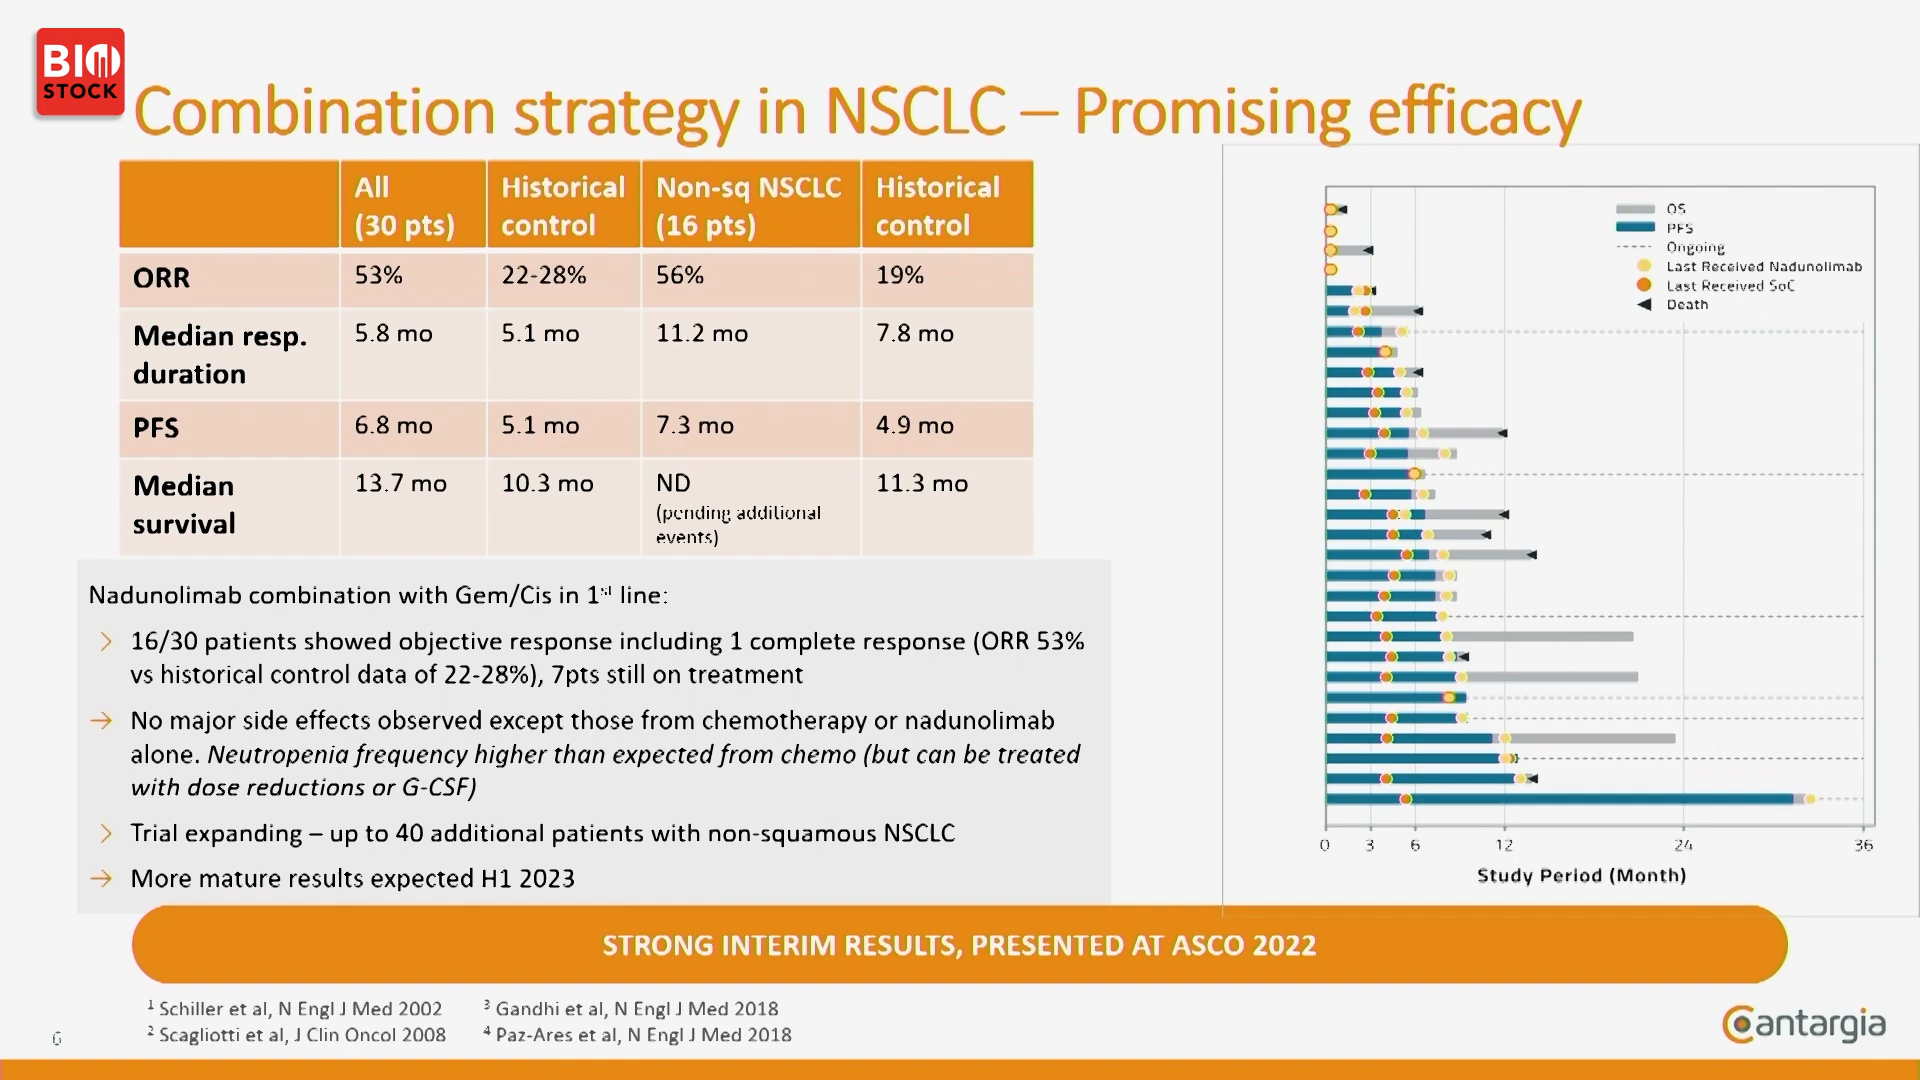 BIO
STOCK
Combination strategy in NSCLC – Promising efficacy
All
(30 pts)
Historical
control
Non-sq NSCLC
(16 pts)
Historical
control
ORR
53%
22-28%
56%
19%
Median resp.
duration
5.8 mo
5.1 mo
11.2 mo
7.8 mo
PFS
6.8 mo
5.1 mo
7.3 mo
4.9 mo
Median
survival
13.7 mo
10.3 mo
ND
(pending additional
events)
11.3 mo
Nadunolimab combination with Gem/Cis in 1st line:
16/30 patients showed objective response including 1 complete response (ORR 53%
vs historical control data of 22-28%), 7pts still on treatment
No major side effects observed except those from chemotherapy or nadunolimab
alone. Neutropenia frequency higher than expected from chemo (but can be treated
with dose reductions or G-CSF)
Trial expanding – up to 40 additional patients with non-squamous NSCLC
More mature results expected H1 2023
OS
PFS
Ongoing
Last Received Nadunolimab
Last Received SoC
Death
0 3 6 12 24 36
Study Period (Month)
STRONG INTERIM RESULTS, PRESENTED AT ASCO 2022
1 Schiller et al, N Engl J Med 2002
2 Scagliotti et al, J Clin Oncol 2008
3 Gandhi et al, N Engl J Med 2018
4 Paz-Ares et al, N Engl J Med 2018
6
Cantargia